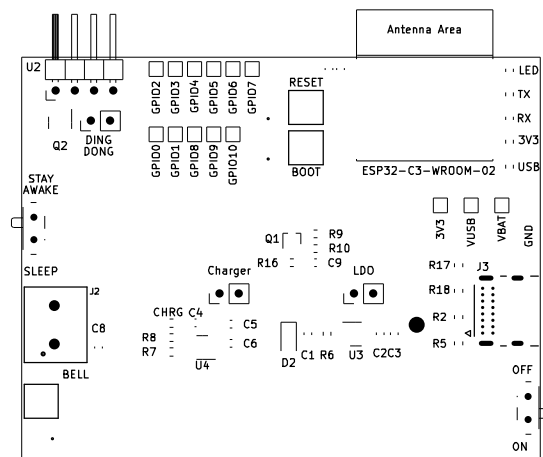 Antenna Area
U2
GPIO2
GPIO3
GPIO4
GPIO5
GPIO6
GPIO7
RESET
LED
TX
RX
3V3
USB
Q2
DING
DONG
GPIO0
GPIO1
GPIO8
GPIO9
GPIO10
BOOT
ESP32-C3-WROOM-02
STAY
AWAKE
3V3
VUSB
VBAT
GND
Q1
R9
R10
R16
C9
SLEEP
Charger
LDO
R17
J3
J2
R18
CHRG
C4
C5
R2
C8
R8
R7
C6
U4
D2
C1
R6
U3
C2
C3
R5
BELL
OFF
ON